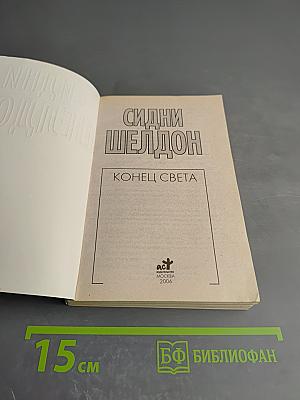 СИДНИ
ШЕЛДОН
КОНЕЦ СВЕТА
аст
МОСКВА
2006
15 см
БФ БИБЛИОФАН